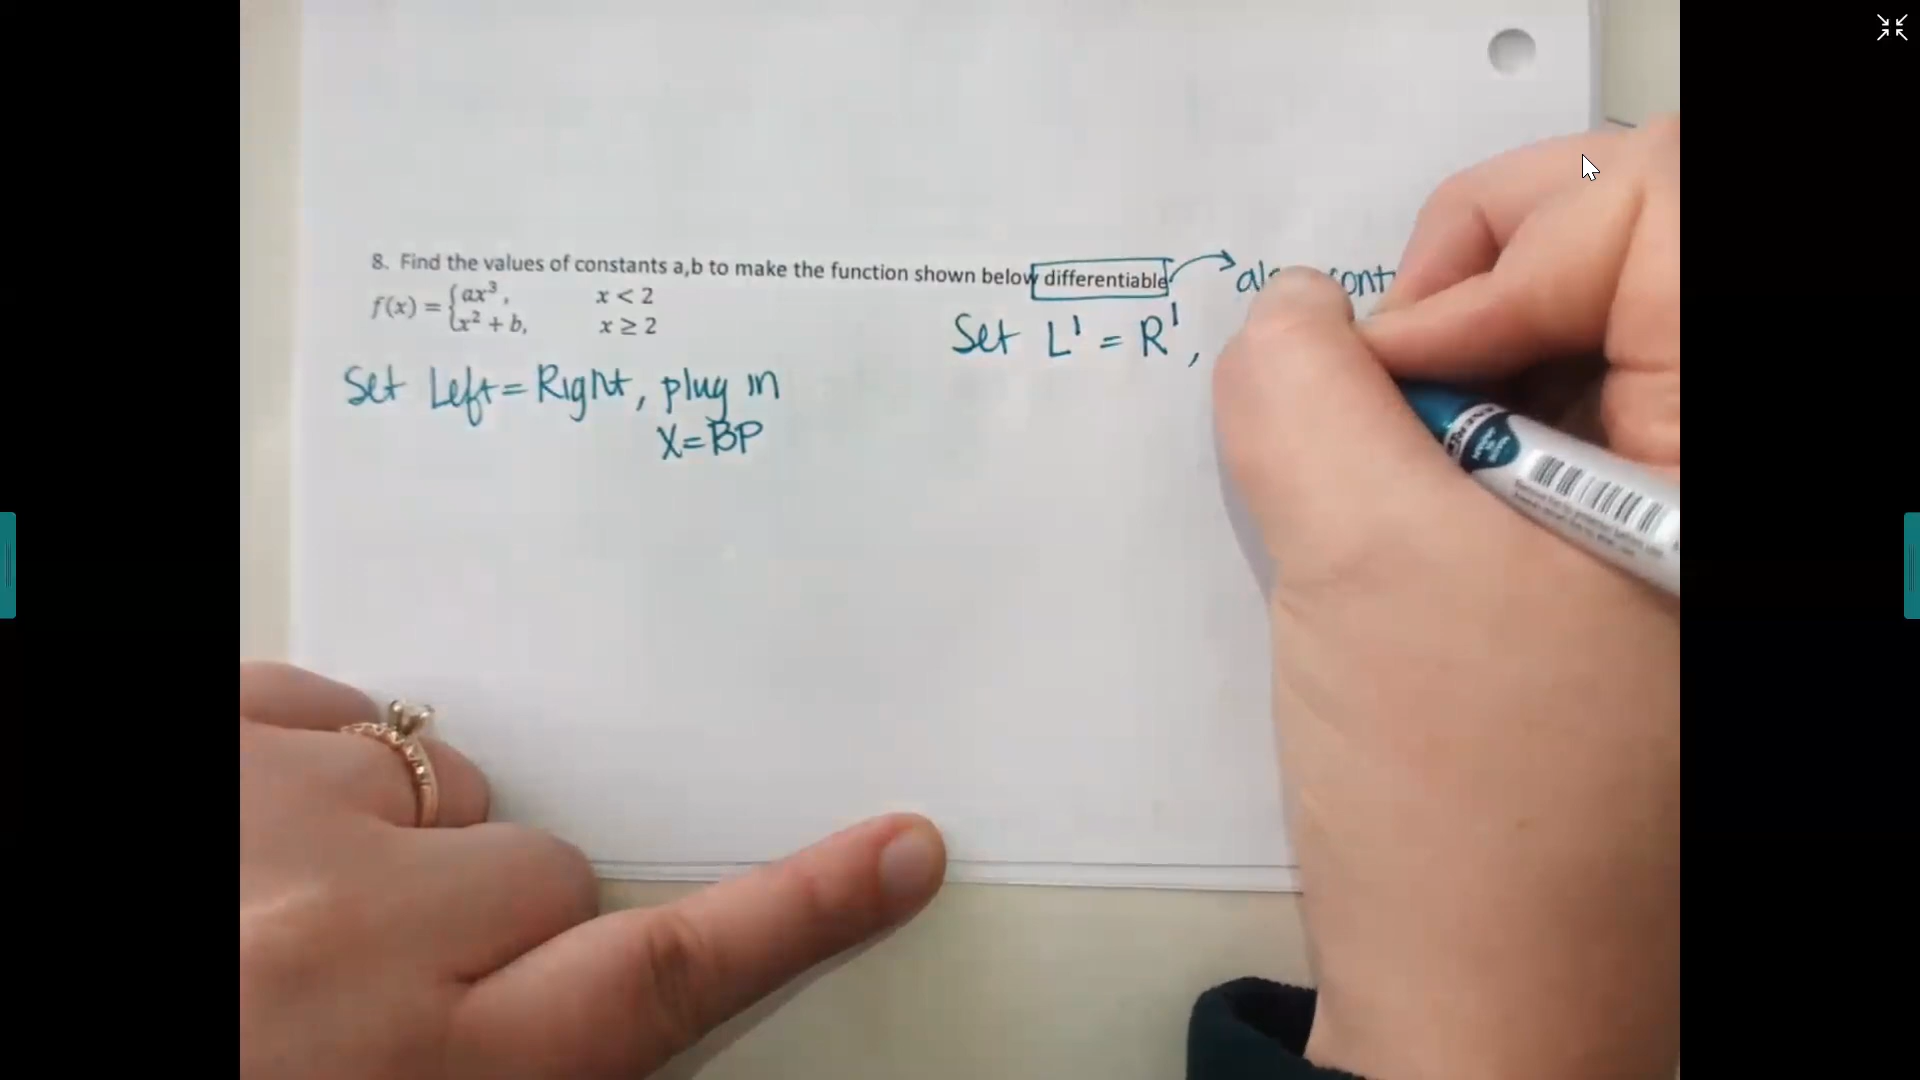 8. Find the values of constants a,b to make the function shown below differentiable
cont
f(x) = { ax³, x < 2
x² + b, x ≥ 2
Set L' = R',
Set Left = Right, plug in
X=BP